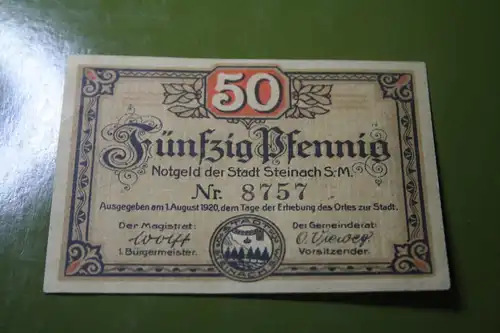 50
Fünfzig Pfennig
Notgeld der Stadt Steinach S.M.
Nr. 8757
Ausgegeben am 1. August 1920, dem Tage der Erhebung des Ortes zur Stadt.
Der Magistrat:
Der Gemeinderat:
1. Bürgermeister.
Vorsitzender.